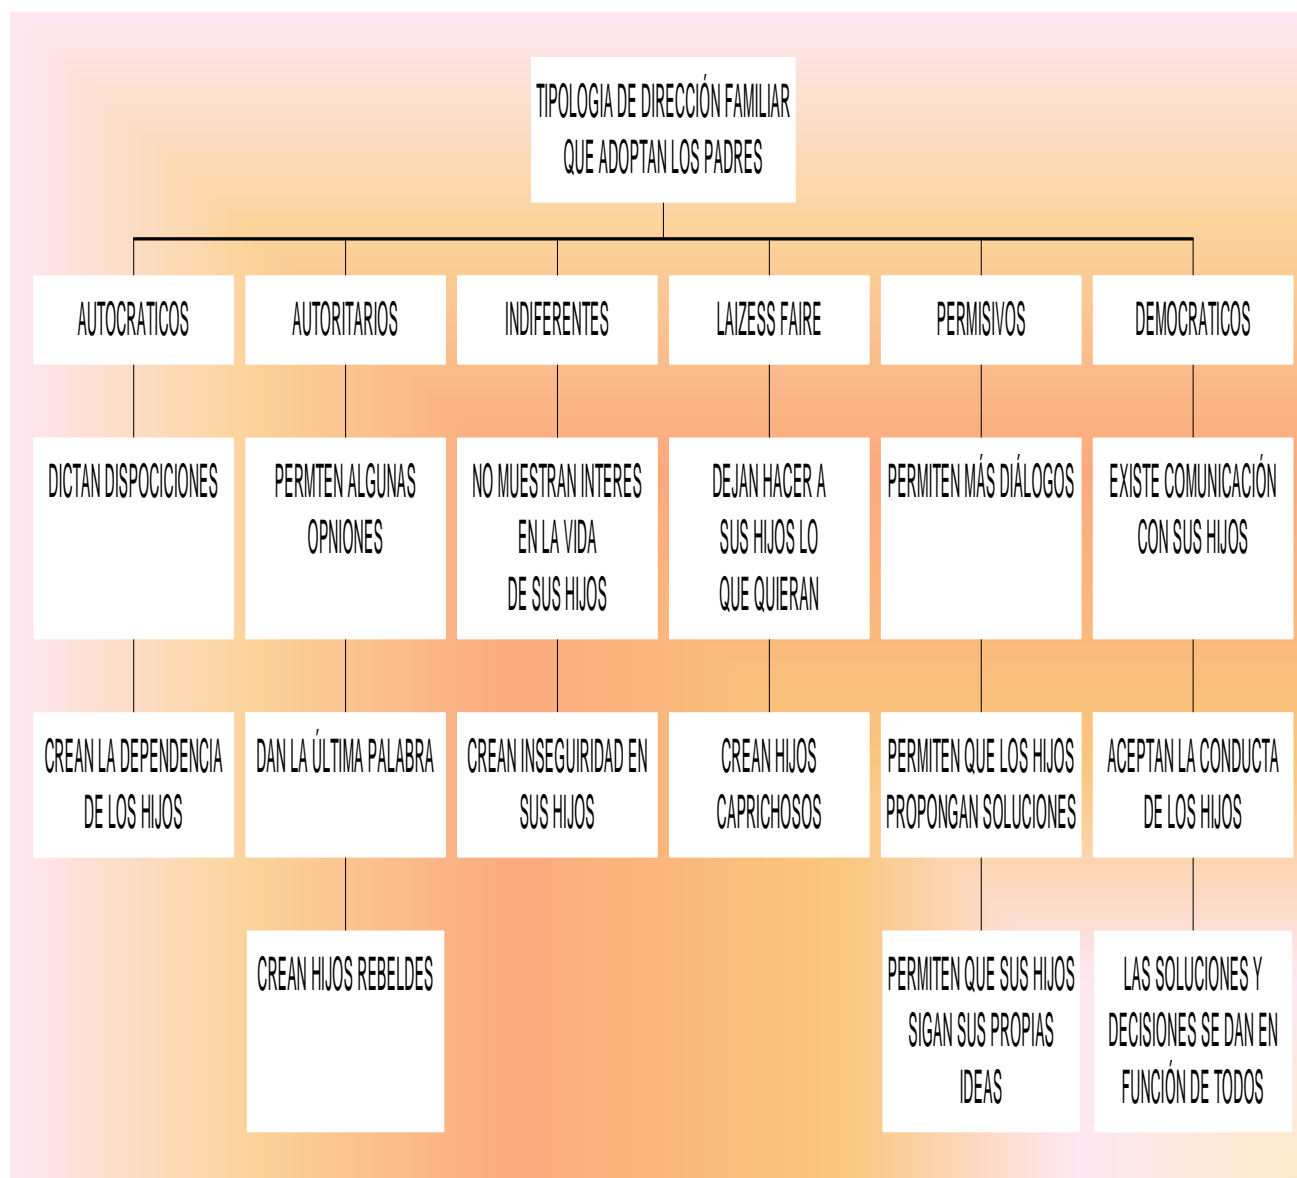 TIPOLOGIA DE DIRECCIÓN FAMILIAR
QUE ADOPTAN LOS PADRES
AUTOCRATICOS
AUTORITARIOS
INDIFERENTES
LAIZESS FAIRE
PERMISIVOS
DEMOCRATICOS
DICTAN DISPOCICIONES
PERMTEN ALGUNAS
OPNIONES
NO MUESTRAN INTERES
EN LA VIDA
DE SUS HIJOS
DEJAN HACER A
SUS HIJOS LO
QUE QUIERAN
PERMITEN MÁS DIÁLOGOS
EXISTE COMUNICACIÓN
CON SUS HIJOS
CREAN LA DEPENDENCIA
DE LOS HIJOS
DAN LA ÚLTIMA PALABRA
CREAN INSEGUIRIDAD EN
SUS HIJOS
CREAN HIJOS
CAPRICHOSOS
PERMITEN QUE LOS HIJOS
PROPONGAN SOLUCIONES
ACEPTAN LA CONDUCTA
DE LOS HIJOS
CREAN HIJOS REBELDES
PERMITEN QUE SUS HIJOS
SIGAN SUS PROPIAS
IDEAS
LAS SOLUCIONES Y
DECISIONES SE DAN EN
FUNCIÓN DE TODOS